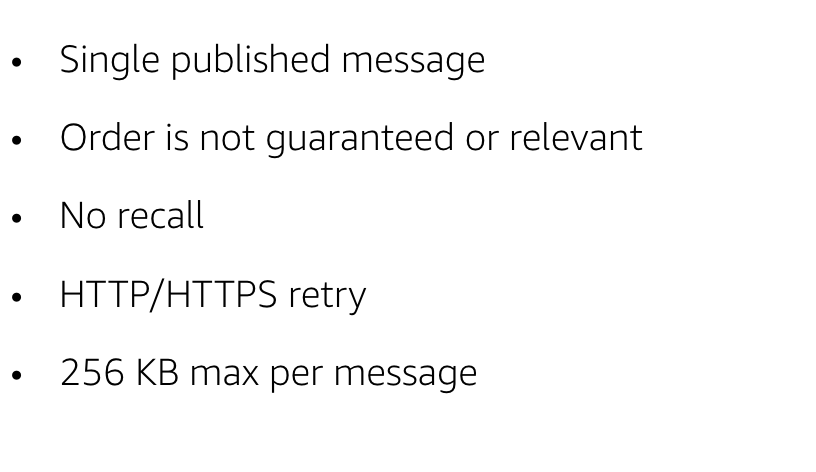 • Single published message
• Order is not guaranteed or relevant
• No recall
• HTTP/HTTPS retry
• 256 KB max per message